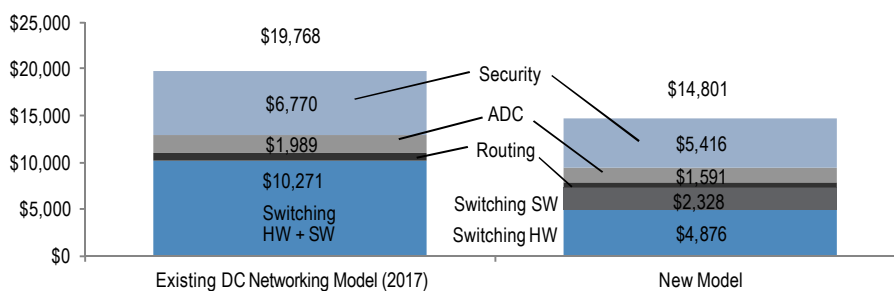 $25,000
$20,000
$15,000
$10,000
$5,000
$0
$19,768
$6,770
$1,989
$10,271
Switching
HW + SW
Security
ADC
Routing
Switching SW
Switching HW
$14,801
$5,416
$1,591
$2,328
$4,876
Existing DC Networking Model (2017)
New Model